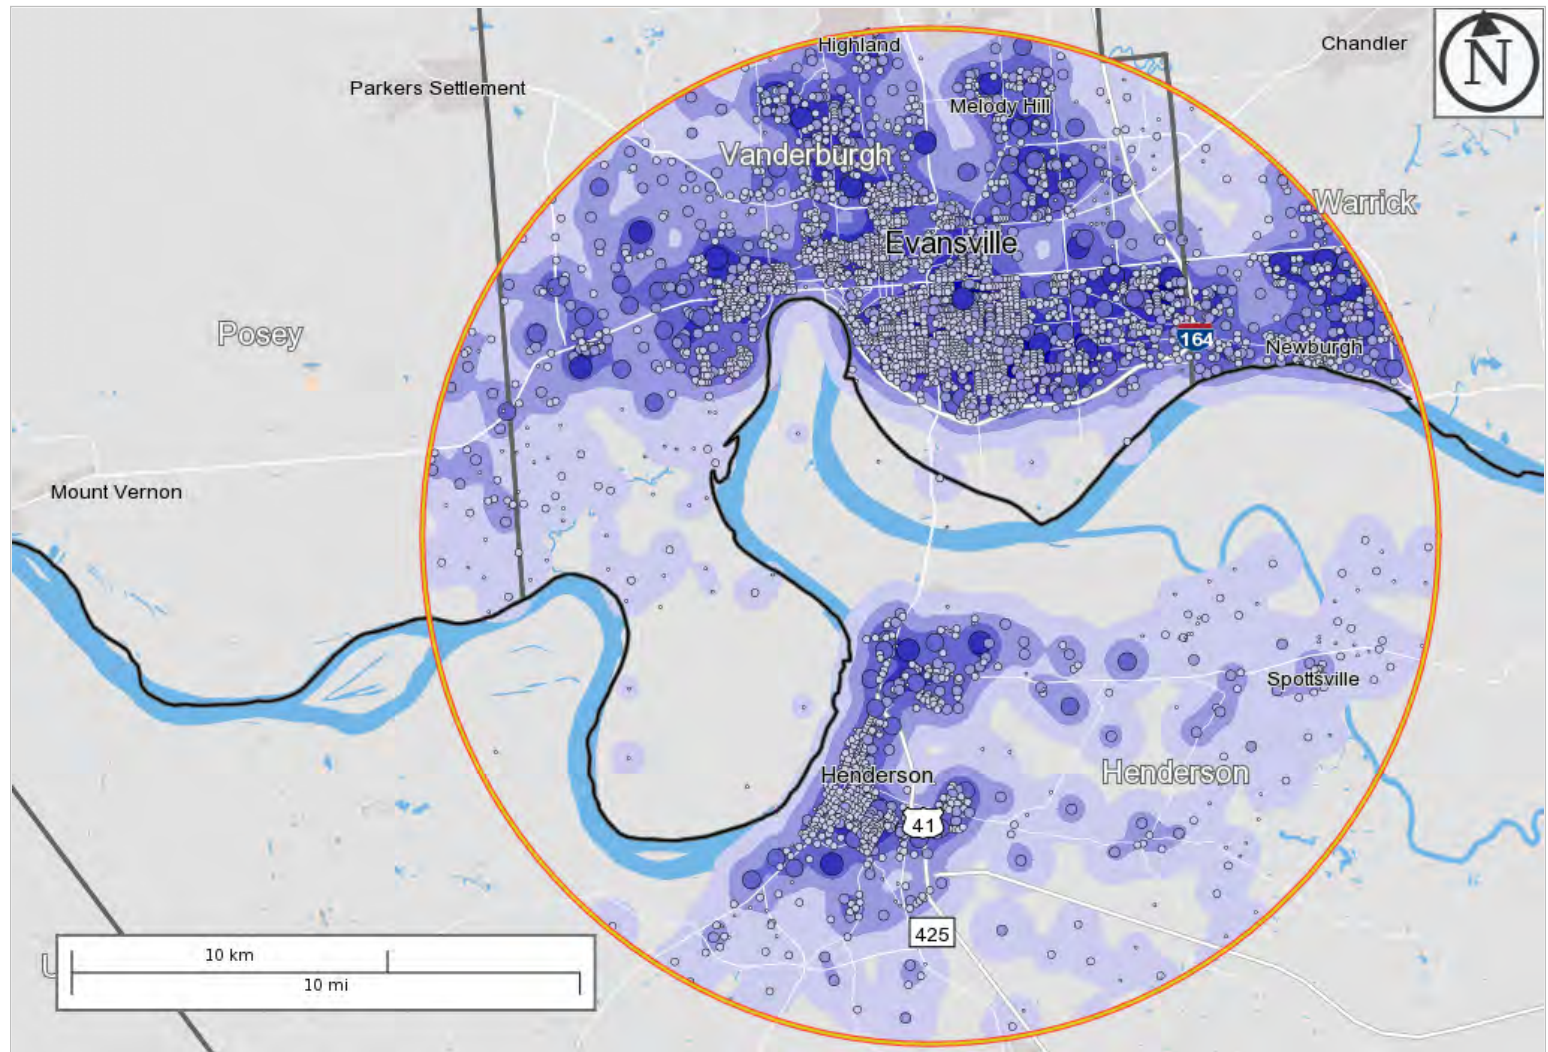 Highland
Chandler
N
Parkers Settlement
Melody Hill
Vanderburgh
Warrick
Evansville
Posey
164
Newburgh
Mount Vernon
Spottsville
Henderson
Henderson
41
425
10 km
10 mi